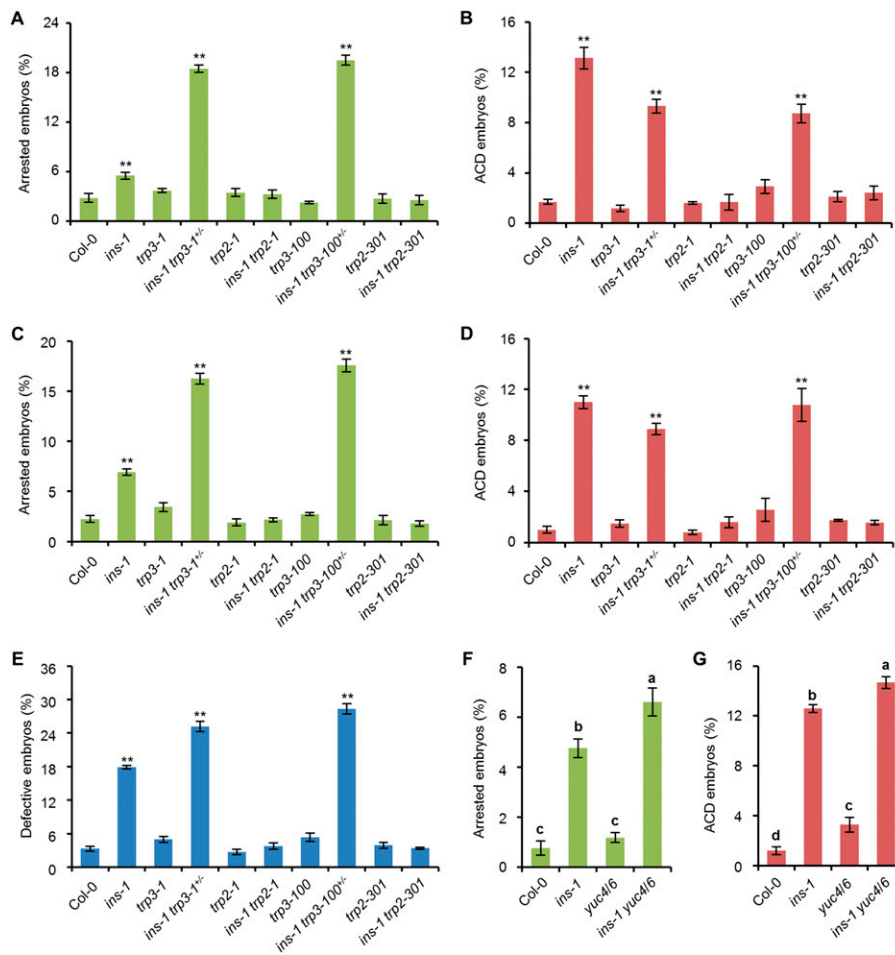 A
Arrested embryos (%)
24
18
12
6
0
**
**
**
Col-0
ins-1
trp3-1
ins-1 trp3-1+/-
trp2-1
ins-1 trp2-1
trp3-100
ins-1 trp3-100+/-
trp2-301
ins-1 trp2-301
B
ACD embryos (%)
16
12
8
4
0
**
**
**
Col-0
ins-1
trp3-1
ins-1 trp3-1+/-
trp2-1
ins-1 trp2-1
trp3-100
ins-1 trp3-100+/-
trp2-301
ins-1 trp2-301
C
Arrested embryos (%)
20
15
10
5
0
**
**
**
Col-0
ins-1
trp3-1
ins-1 trp3-1+/-
trp2-1
ins-1 trp2-1
trp3-100
ins-1 trp3-100+/-
trp2-301
ins-1 trp2-301
D
ACD embryos (%)
16
12
8
4
0
**
**
**
Col-0
ins-1
trp3-1
ins-1 trp3-1+/-
trp2-1
ins-1 trp2-1
trp3-100
ins-1 trp3-100+/-
trp2-301
ins-1 trp2-301
E
Defective embryos (%)
36
30
24
18
12
6
0
**
**
**
Col-0
ins-1
trp3-1
ins-1 trp3-1+/-
trp2-1
ins-1 trp2-1
trp3-100
ins-1 trp3-100+/-
trp2-301
ins-1 trp2-301
F
Arrested embryos (%)
8
6
4
2
0
c
b
c
a
Col-0
ins-1
yuc4/6
ins-1 yuc4/6
G
ACD embryos (%)
16
12
8
4
0
d
b
c
a
Col-0
ins-1
yuc4/6
ins-1 yuc4/6